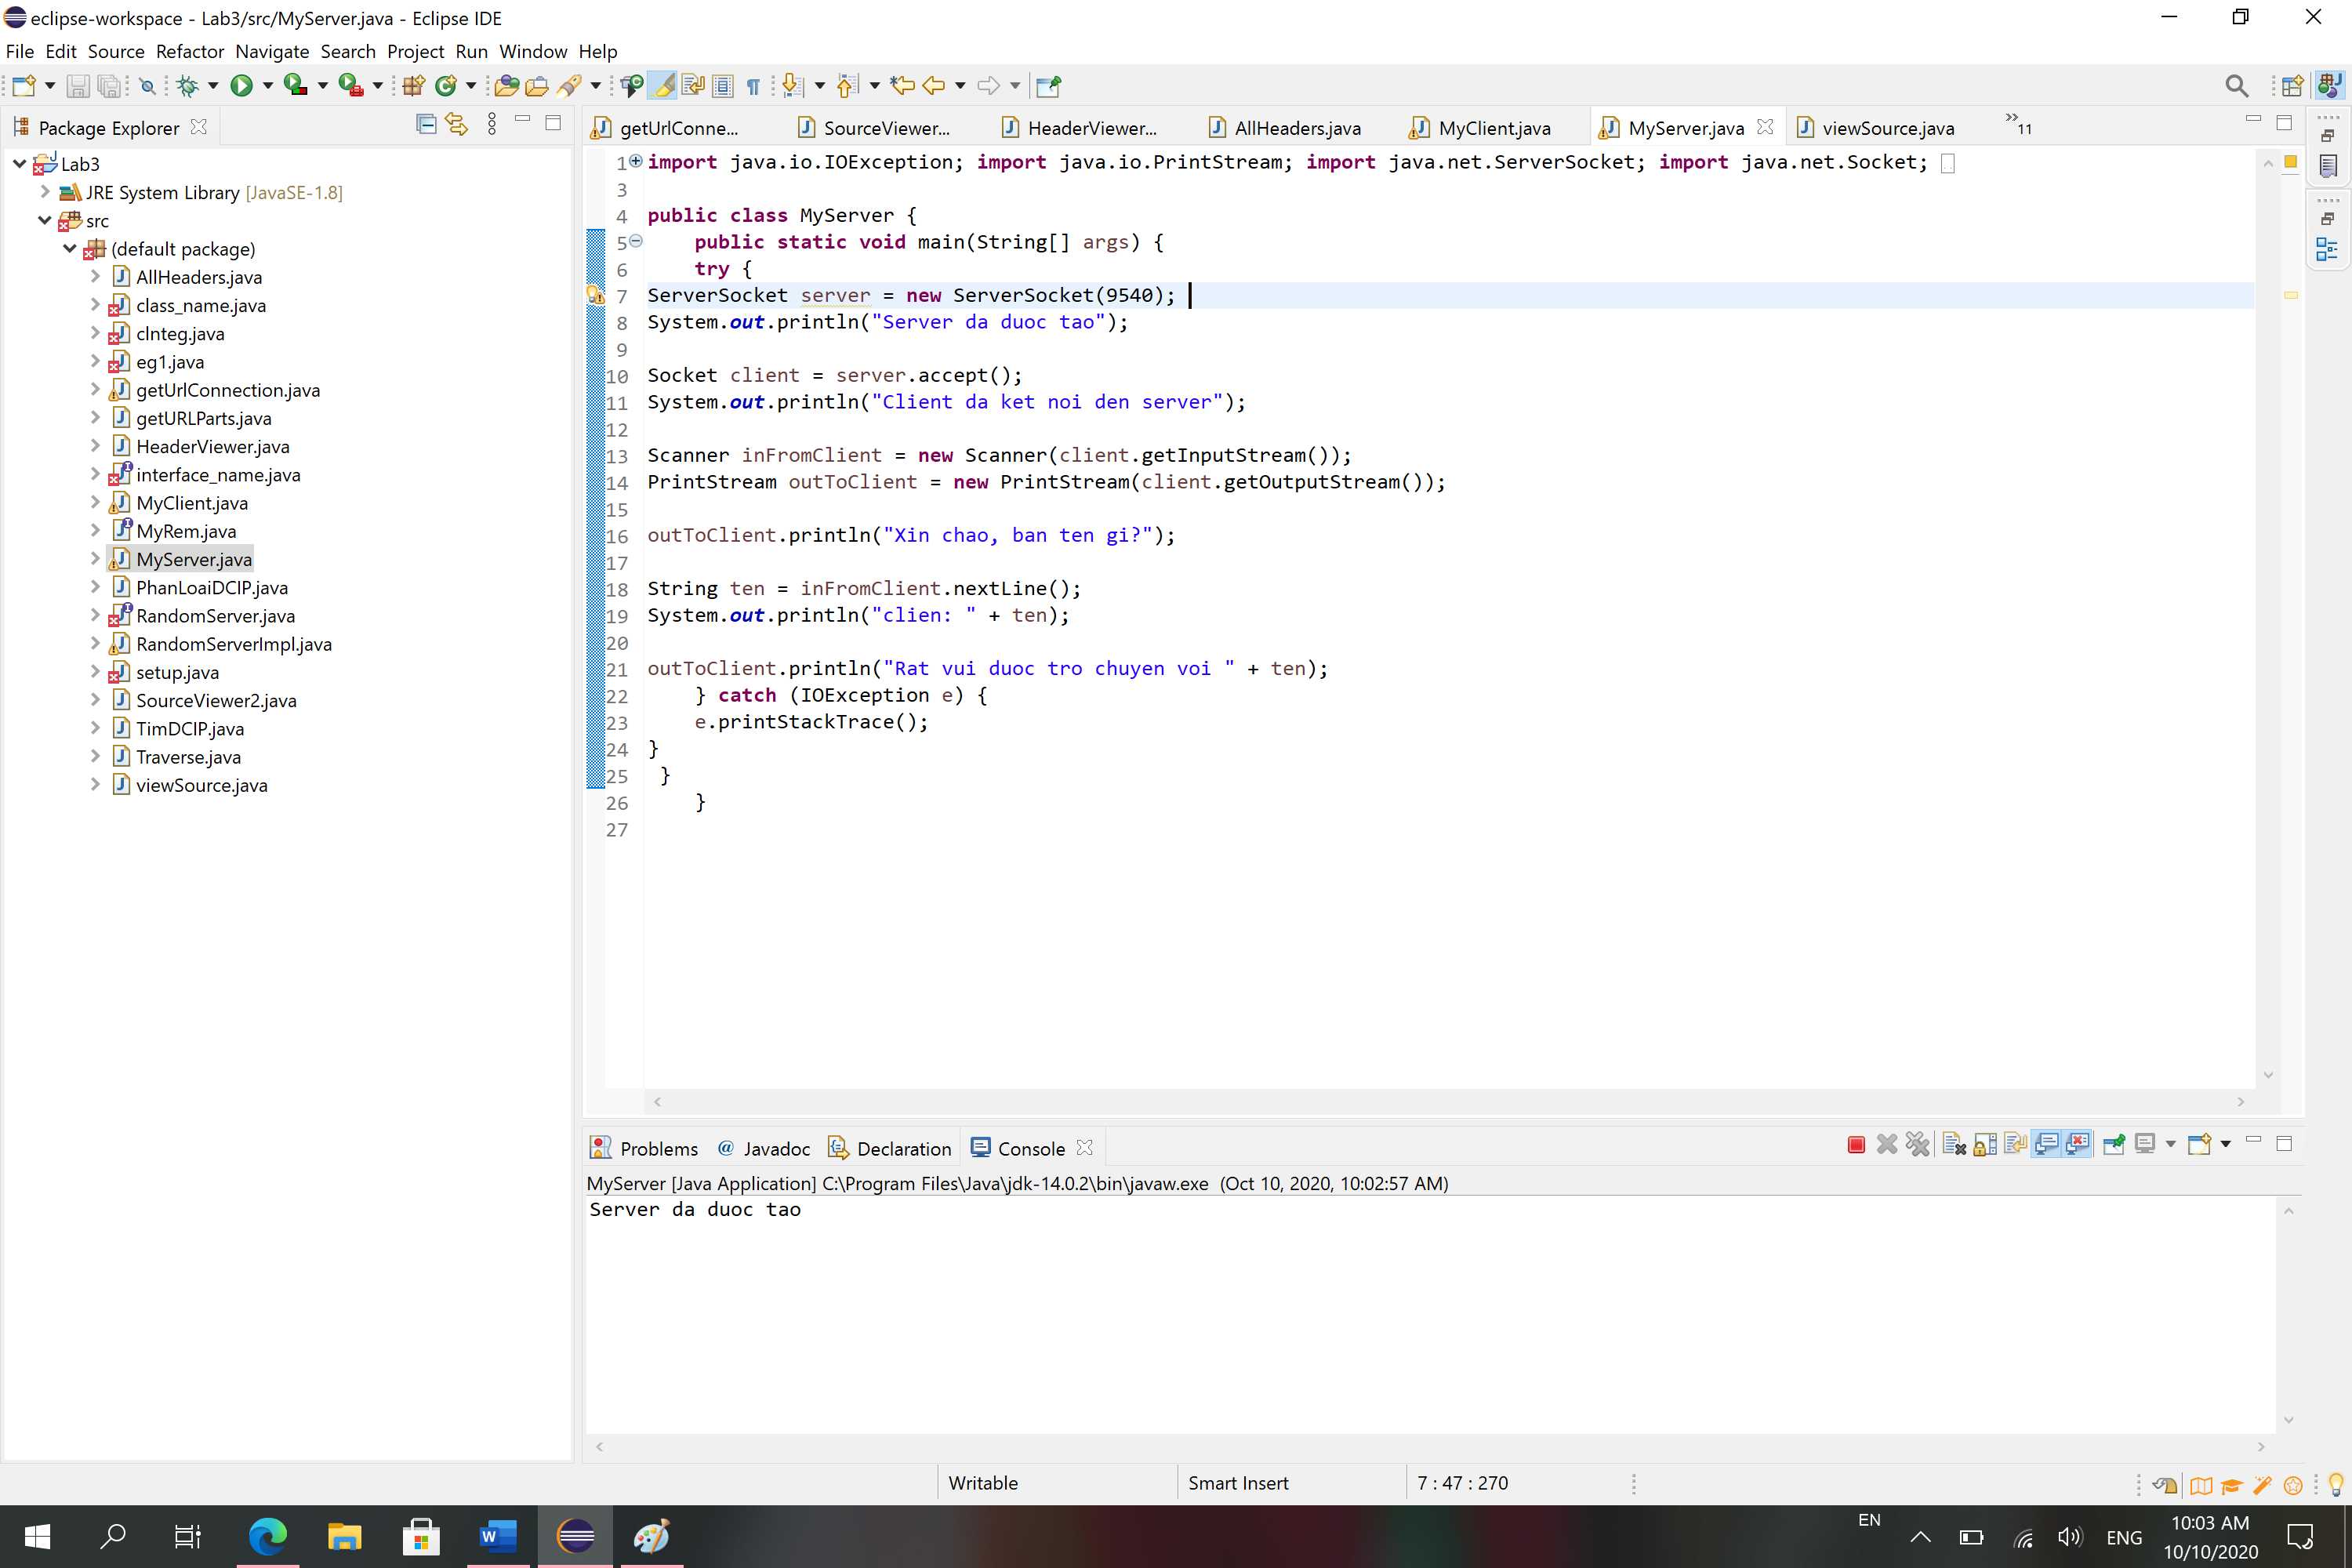 eclipse-workspace - Lab3/src/MyServer.java - Eclipse IDE
File Edit Source Refactor Navigate Search Project Run Window Help
Package Explorer
Lab3
JRE System Library [JavaSE-1.8]
src
(default package)
AllHeaders.java
class_name.java
clnteg.java
eg1.java
getUrlConnection.java
getURLParts.java
HeaderViewer.java
interface_name.java
MyClient.java
MyRem.java
MyServer.java
PhanLoaiDCIP.java
RandomServer.java
RandomServerImpl.java
setup.java
SourceViewer2.java
TimDCIP.java
Traverse.java
viewSource.java
getUrlConne... SourceViewer... HeaderViewer... AllHeaders.java MyClient.java MyServer.java viewSource.java »11
1 import java.io.IOException; import java.io.PrintStream; import java.net.ServerSocket; import java.net.Socket;
3
4 public class MyServer {
5 public static void main(String[] args) {
6 try {
7 ServerSocket server = new ServerSocket(9540);
8 System.out.println("Server da duoc tao");
9
10 Socket client = server.accept();
11 System.out.println("Client da ket noi den server");
12
13 Scanner inFromClient = new Scanner(client.getInputStream());
14 PrintStream outToClient = new PrintStream(client.getOutputStream());
15
16 outToClient.println("Xin chao, ban ten gi?");
17
18 String ten = inFromClient.nextLine();
19 System.out.println("clien: " + ten);
20
21 outToClient.println("Rat vui duoc tro chuyen voi " + ten);
22 } catch (IOException e) {
23 e.printStackTrace();
24 }
25 }
26 }
27
Problems @ Javadoc Declaration Console
MyServer [Java Application] C:\Program Files\Java\jdk-14.0.2\bin\javaw.exe (Oct 10, 2020, 10:02:57 AM)
Server da duoc tao
Writable Smart Insert 7 : 47 : 270
EN
ENG
10:03 AM
10/10/2020